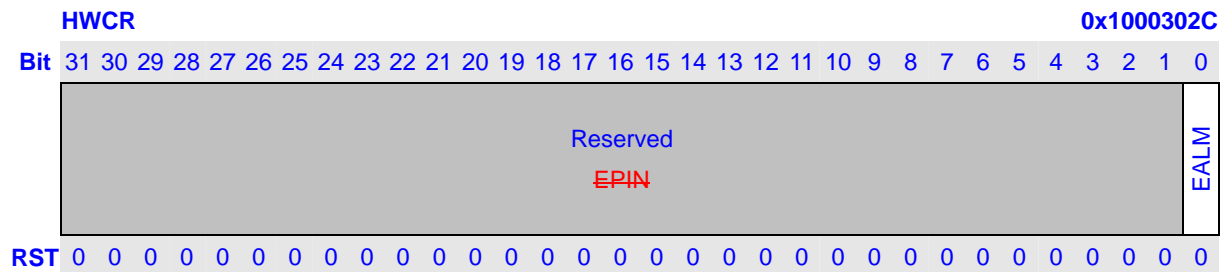 HWCR 0x1000302C
Bit 31 30 29 28 27 26 25 24 23 22 21 20 19 18 17 16 15 14 13 12 11 10 9 8 7 6 5 4 3 2 1 0
Reserved
EPIN
EALM
RST 0 0 0 0 0 0 0 0 0 0 0 0 0 0 0 0 0 0 0 0 0 0 0 0 0 0 0 0 0 0 0 0